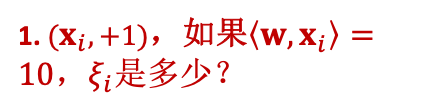 1. (𝐱ᵢ, +1)，如果⟨𝐰, 𝐱ᵢ⟩ =
10，ξᵢ是多少？